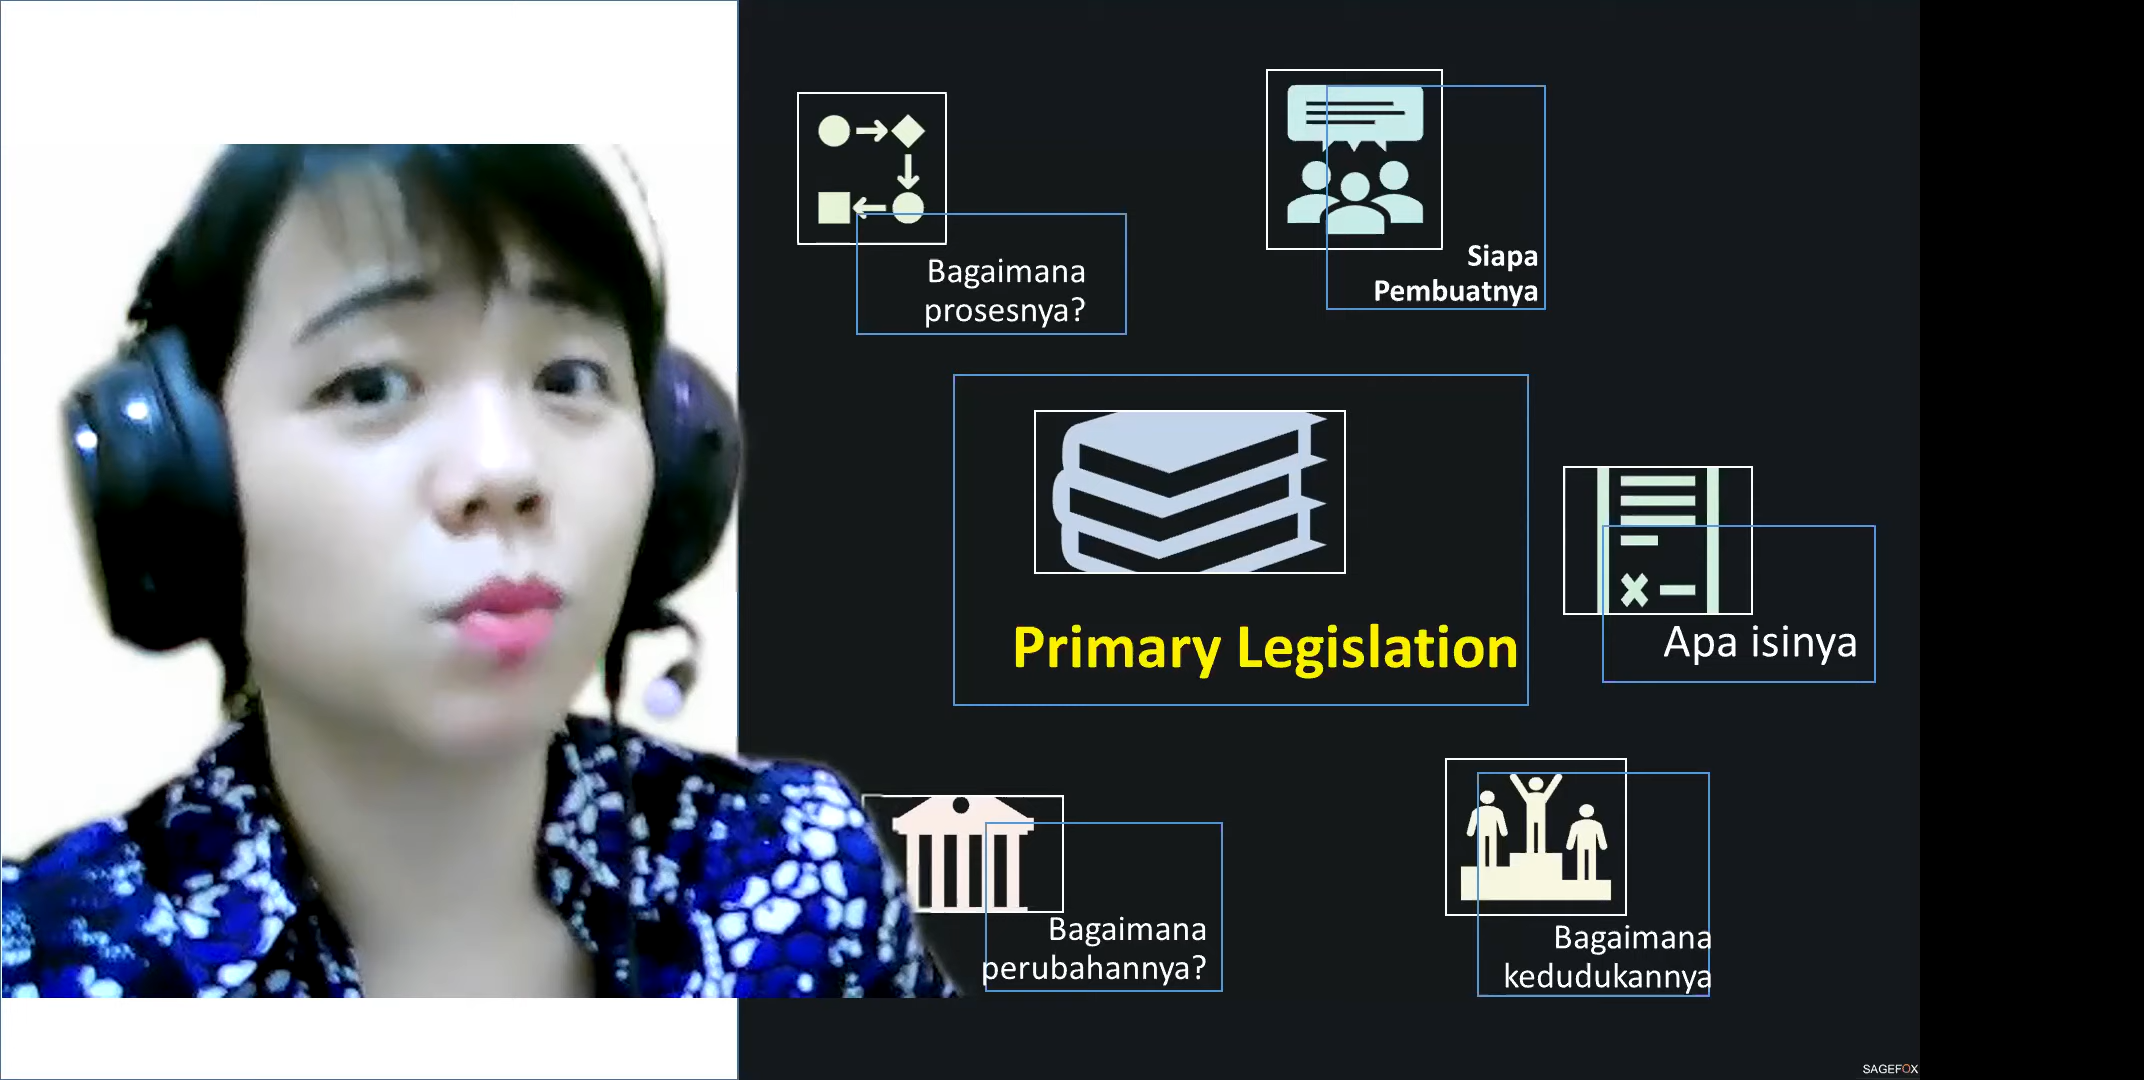 Bagaimana
prosesnya?
Siapa
Pembuatnya
Primary Legislation
Apa isinya
Bagaimana
perubahannya?
Bagaimana
kedudukannya
SAGEFOX